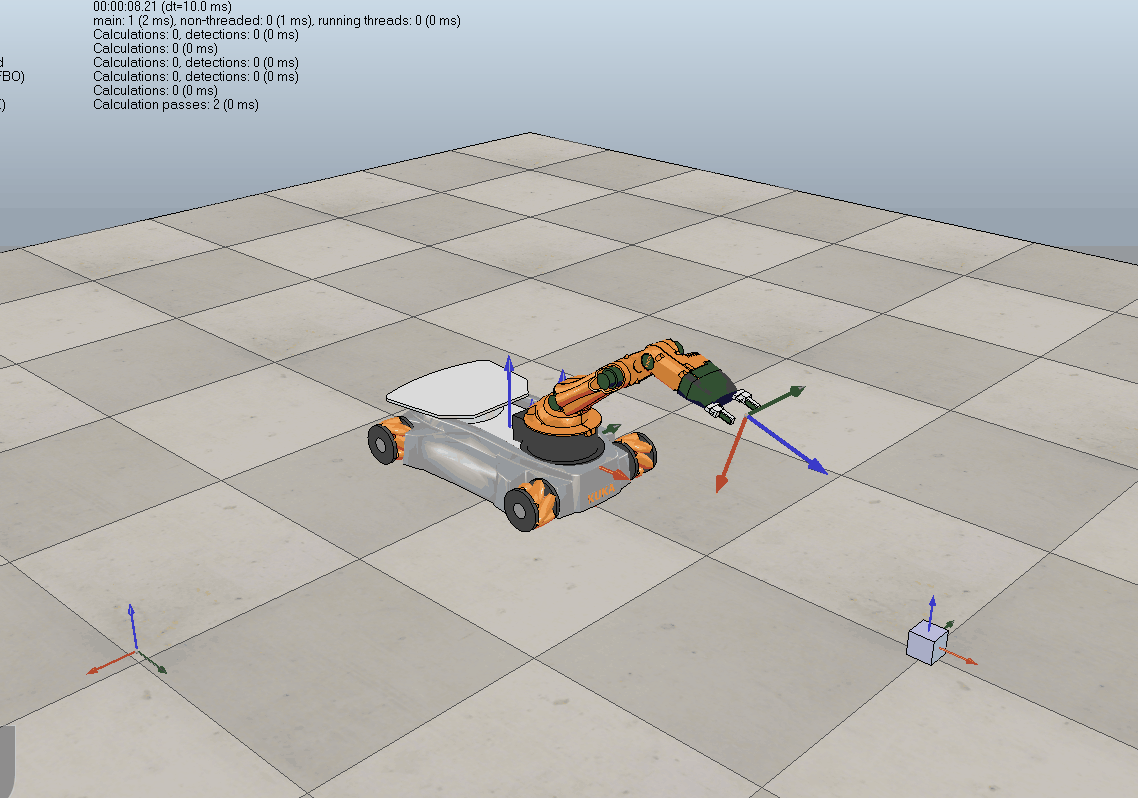 00:00:08.21 (dt=10.0 ms)
main: 1 (2 ms), non-threaded: 0 (1 ms), running threads: 0 (0 ms)
Calculations: 0, detections: 0 (0 ms)
Calculations: 0 (0 ms)
d Calculations: 0, detections: 0 (0 ms)
FBO) Calculations: 0, detections: 0 (0 ms)
Calculations: 0 (0 ms)
) Calculation passes: 2 (0 ms)
KUKA